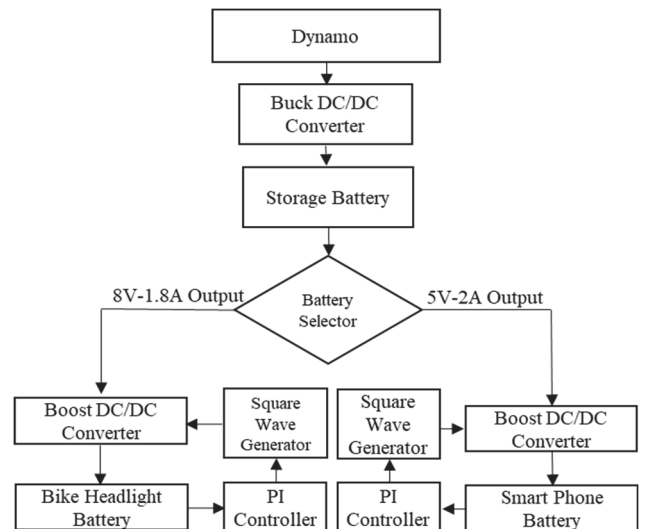 Dynamo
Buck DC/DC
Converter
Storage Battery
Battery
Selector
8V-1.8A Output
5V-2A Output
Boost DC/DC
Converter
Square
Wave
Generator
Square
Wave
Generator
Boost DC/DC
Converter
Bike Headlight
Battery
PI
Controller
PI
Controller
Smart Phone
Battery